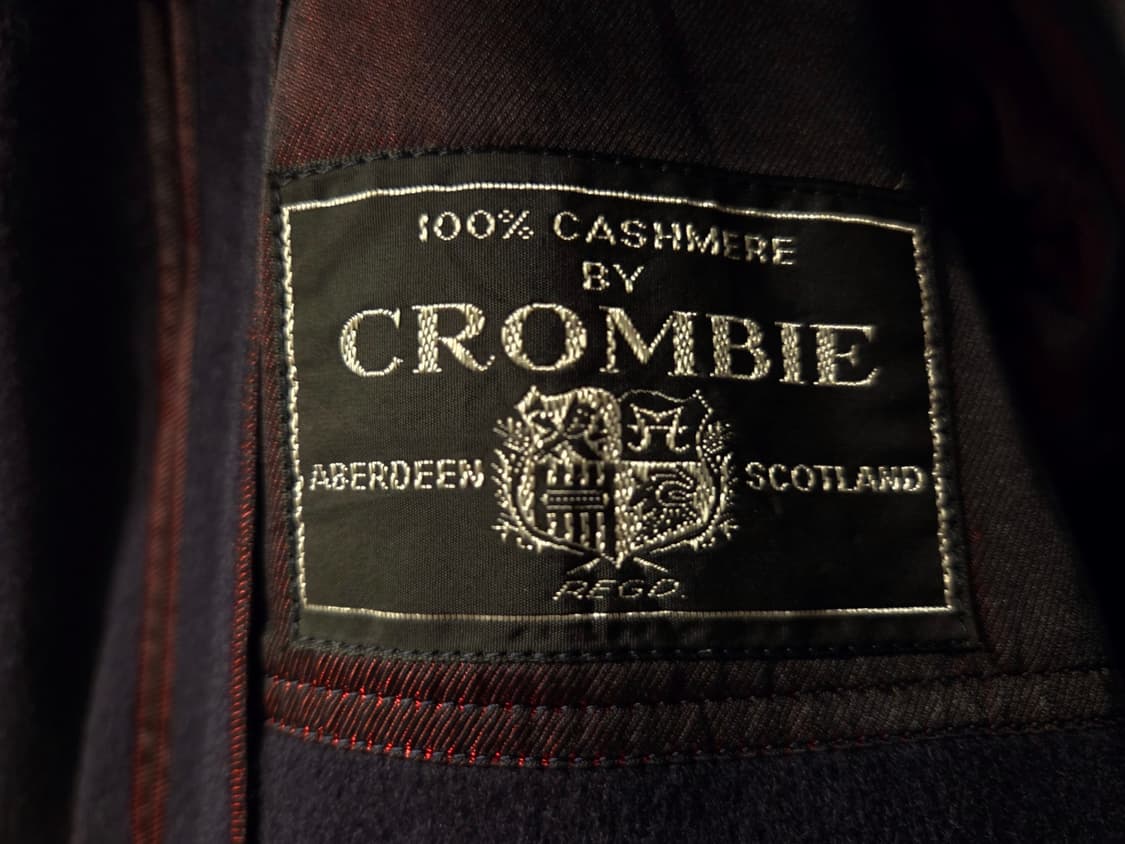 100% CASHMERE
BY
CROMBIE
ABERDEEN SCOTLAND
REGD.